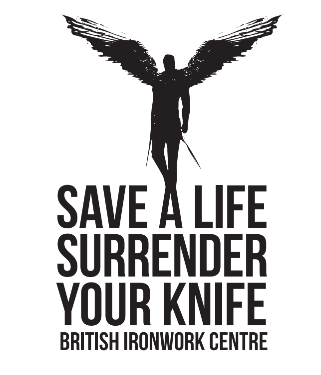 SAVE A LIFE
SURRENDER
YOUR KNIFE
BRITISH IRONWORK CENTRE